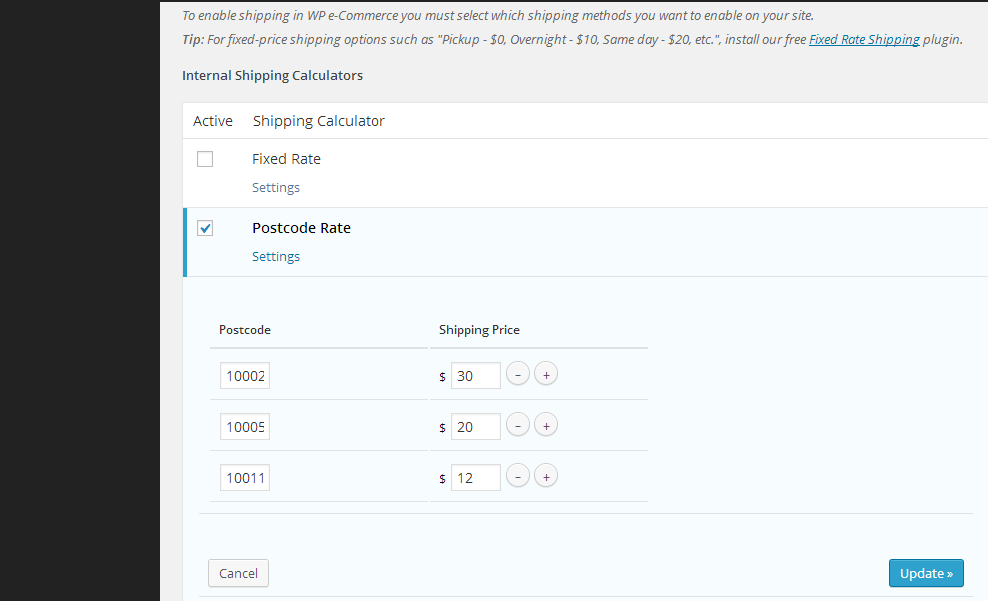 To enable shipping in WP e-Commerce you must select which shipping methods you want to enable on your site.
Tip: For fixed-price shipping options such as "Pickup - $0, Overnight - $10, Same day - $20, etc.", install our free Fixed Rate Shipping plugin.
Internal Shipping Calculators
Active Shipping Calculator
Fixed Rate
Settings
Postcode Rate
Settings
Postcode Shipping Price
10002 $ 30 - +
10005 $ 20 - +
10011 $ 12 - +
Cancel Update »